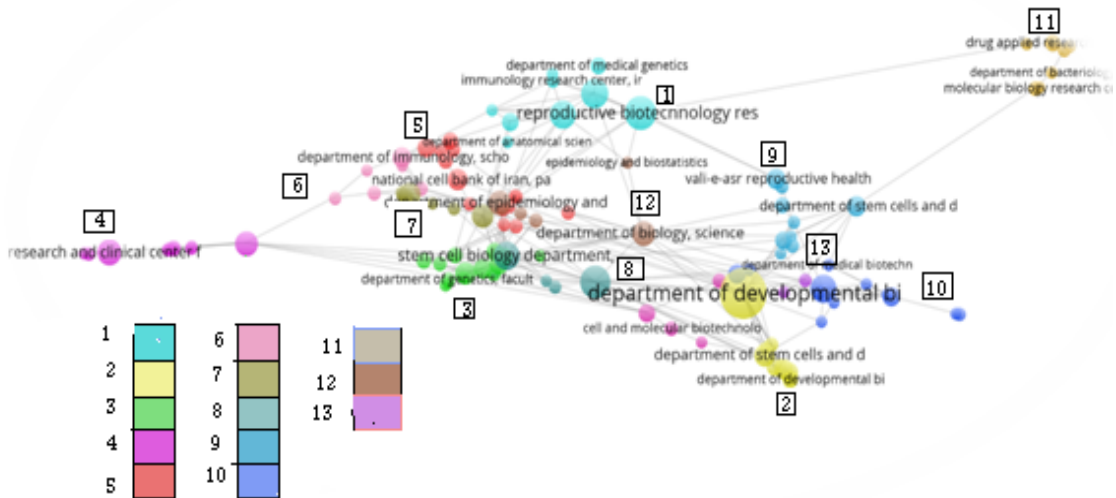 11
drug applied resear
department of medical genetics
department of bacteriolog
immunology research center, ir
molecular biology research c
1
reproductive biotecnnology res
5
department of anatomical scien
department of immunology, scho
epidemiology and biostatistics
9
6
national cell bank of iran, pa
vali-e-asr reproductive health
department of epidemiology and
12
department of stem cells and d
4
7
department of biology, science
13
research and clinical center f
stem cell biology department,
department of medical biotechn
8
department of genetics, facult
department of developmental bi
10
3
cell and molecular biotechnolo
department of stem cells and d
department of developmental bi
2
1
2
3
4
5
6
7
8
9
10
11
12
13